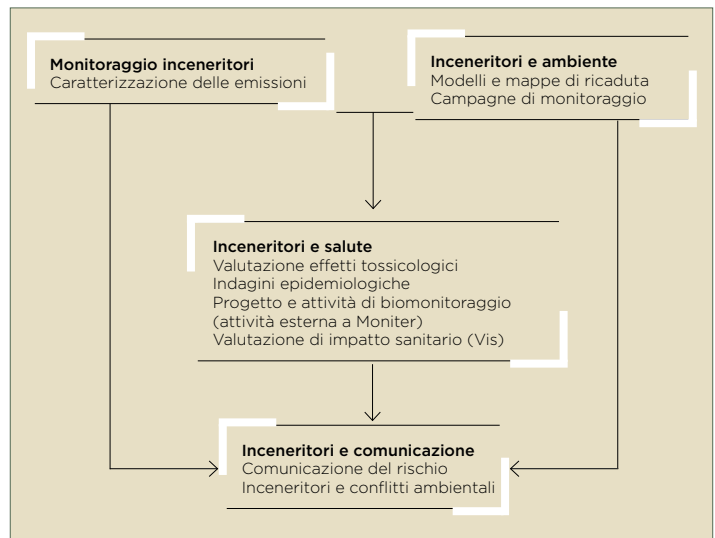 Monitoraggio inceneritori
Caratterizzazione delle emissioni
Inceneritori e ambiente
Modelli e mappe di ricaduta
Campagne di monitoraggio
Inceneritori e salute
Valutazione effetti tossicologici
Indagini epidemiologiche
Progetto e attività di biomonitoraggio
(attività esterna a Moniter)
Valutazione di impatto sanitario (Vis)
Inceneritori e comunicazione
Comunicazione del rischio
Inceneritori e conflitti ambientali